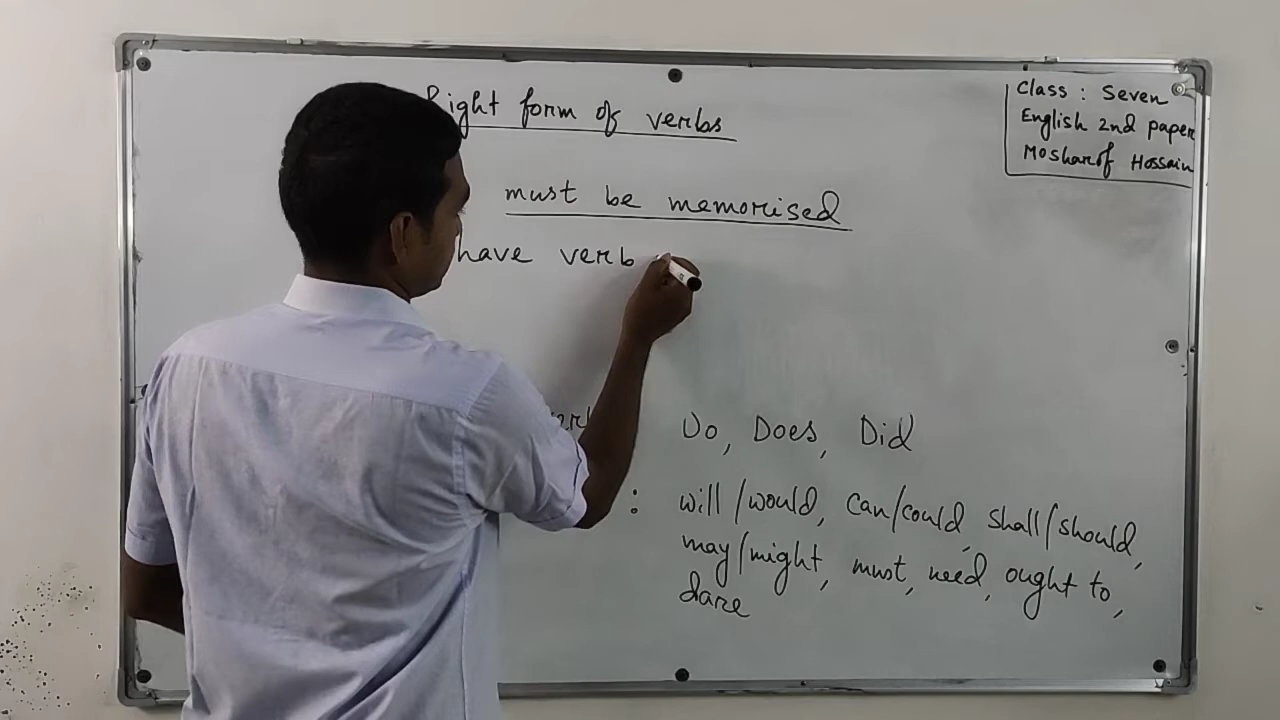 Right form of verbs
Class : Seven
English 2nd paper
Mosharof Hossain
must be memorised
have verb
Do, Does, Did
: will/would, can/could, shall/should,
may/might, must, need, ought to,
dare